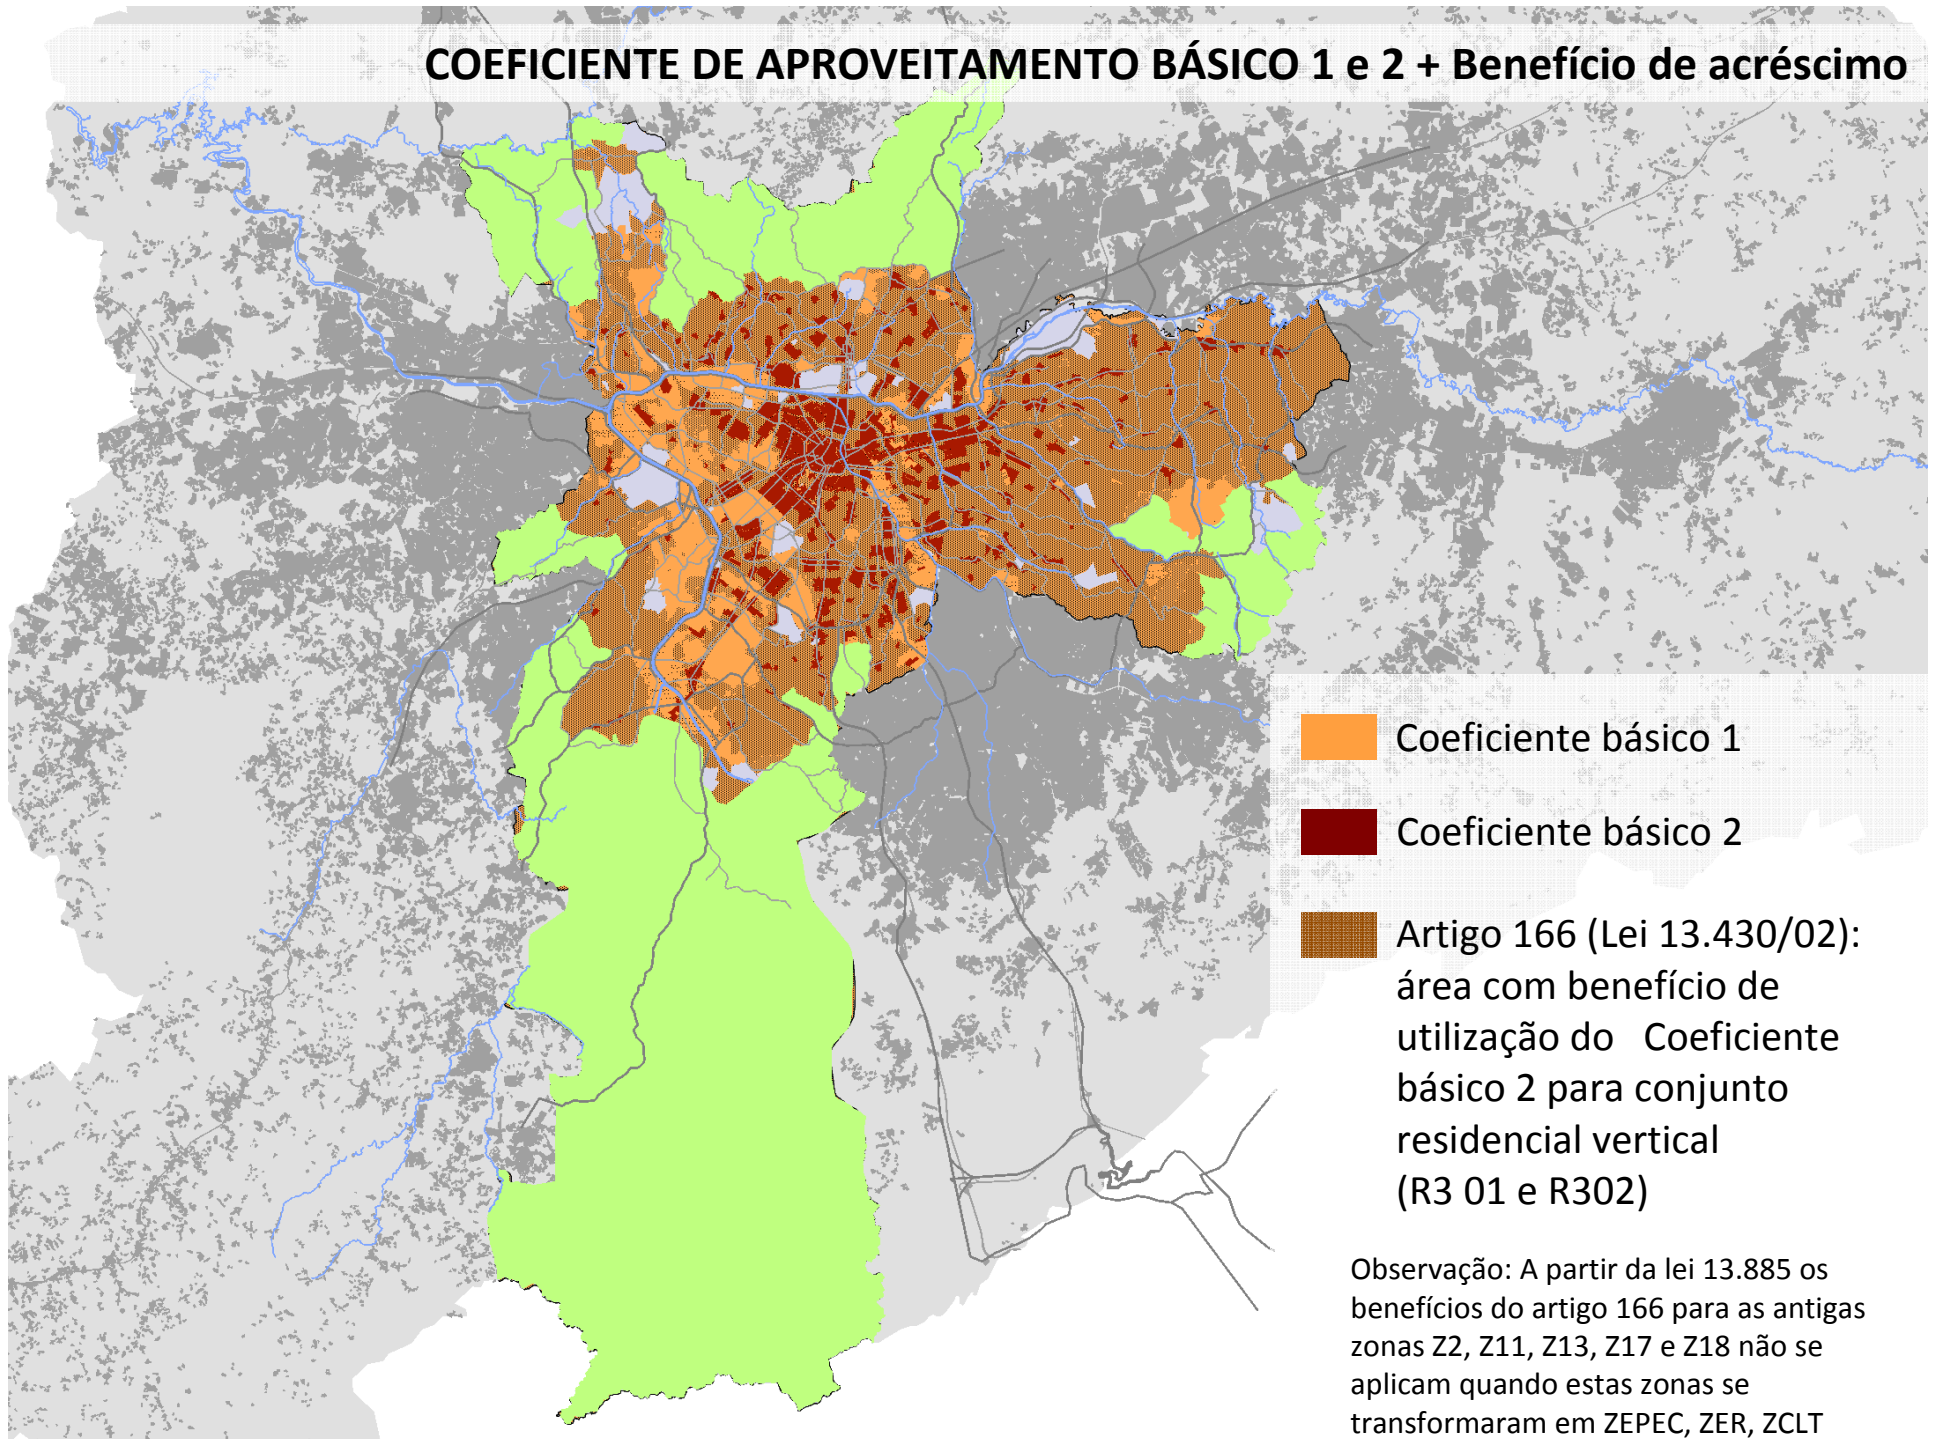 COEFICIENTE DE APROVEITAMENTO BÁSICO 1 e 2 + Benefício de acréscimo
Coeficiente básico 1
Coeficiente básico 2
Artigo 166 (Lei 13.430/02):
área com benefício de
utilização do   Coeficiente
básico 2 para conjunto
residencial vertical
(R3 01 e R302)
Observação: A partir da lei 13.885 os
benefícios do artigo 166 para as antigas
zonas Z2, Z11, Z13, Z17 e Z18 não se
aplicam quando estas zonas se
transformaram em ZEPEC, ZER, ZCLT